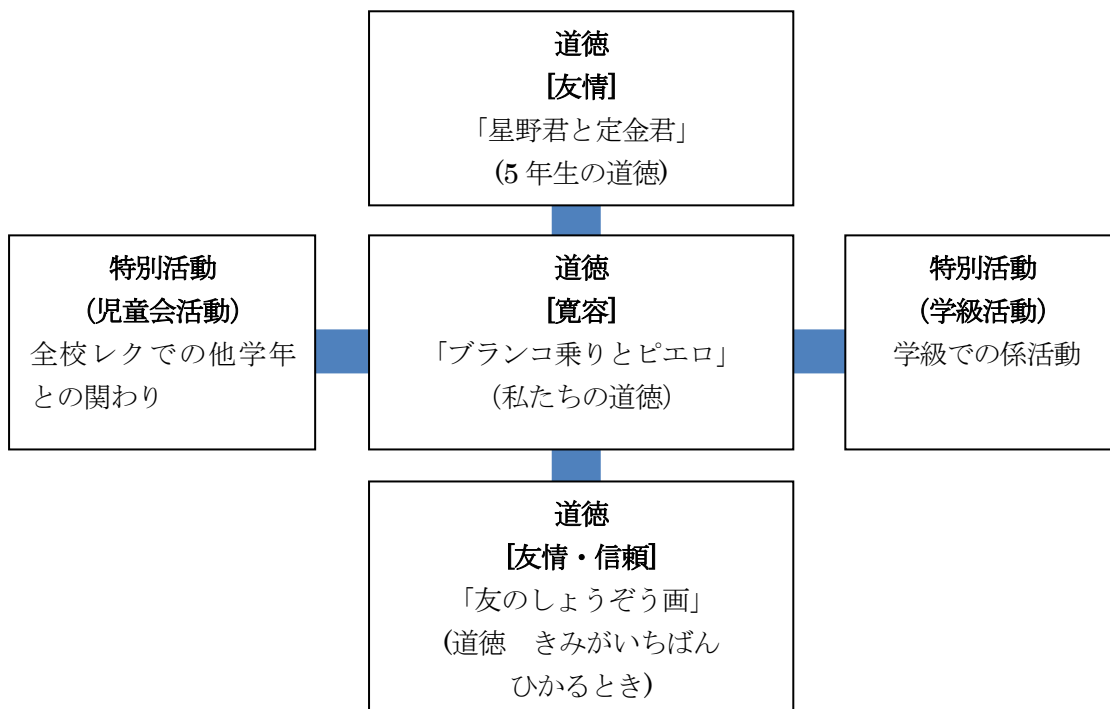 道徳
[友情]
「星野君と定金君」
(5 年生の道徳)
特別活動
(児童会活動)
全校レクでの他学年
との関わり
道徳
[寛容]
「ブランコ乗りとピエロ」
(私たちの道徳)
特別活動
(学級活動)
学級での係活動
道徳
[友情・信頼]
「友のしょうぞう画」
(道徳　きみがいちばん
ひかるとき)